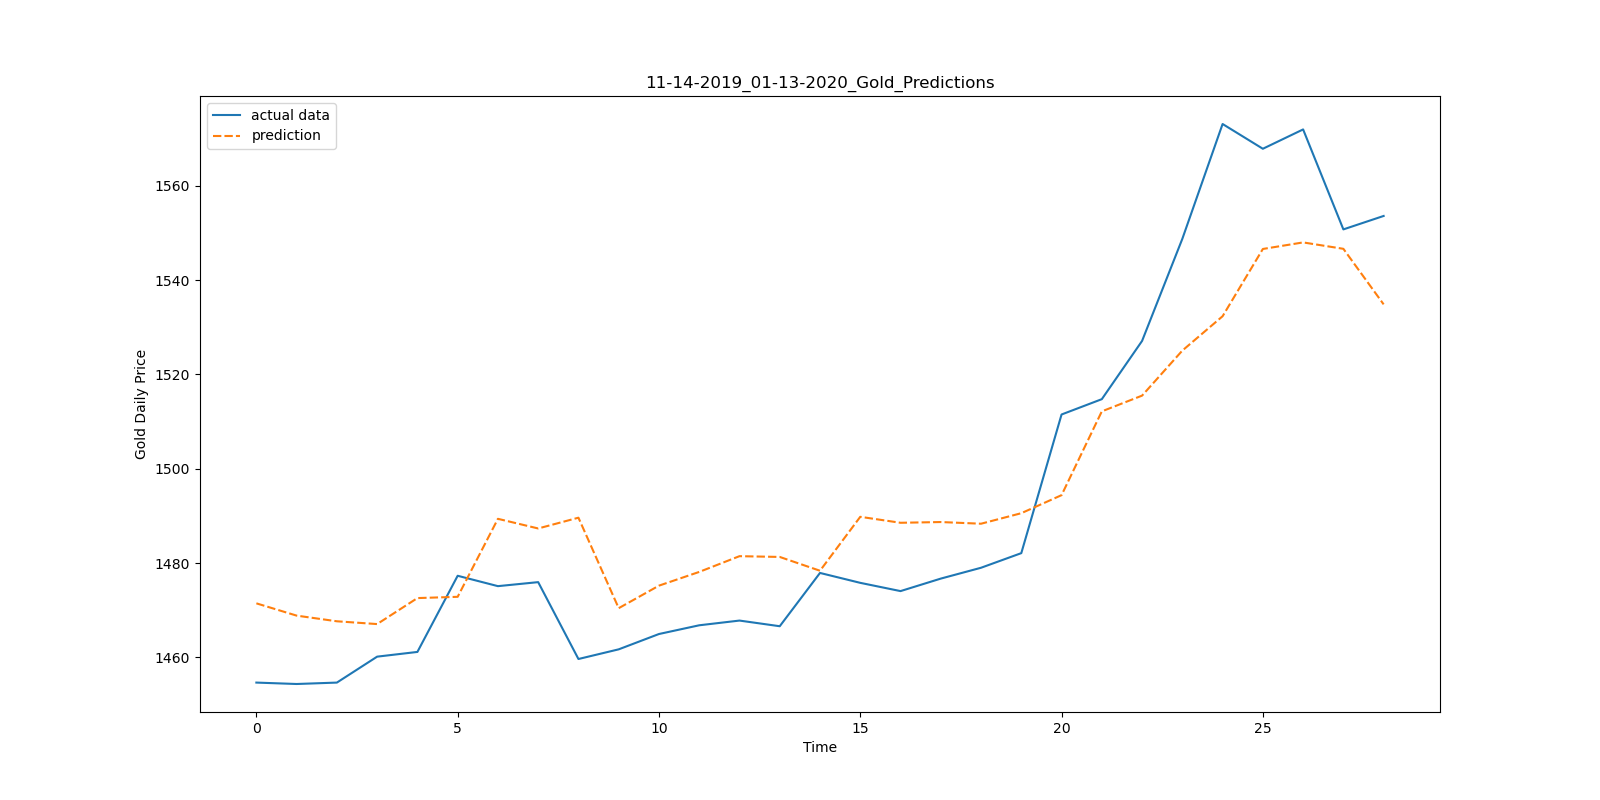 11-14-2019_01-13-2020_Gold_Predictions
actual data
prediction
Gold Daily Price
1560
1540
1520
1500
1480
1460
0 5 10 15 20 25
Time